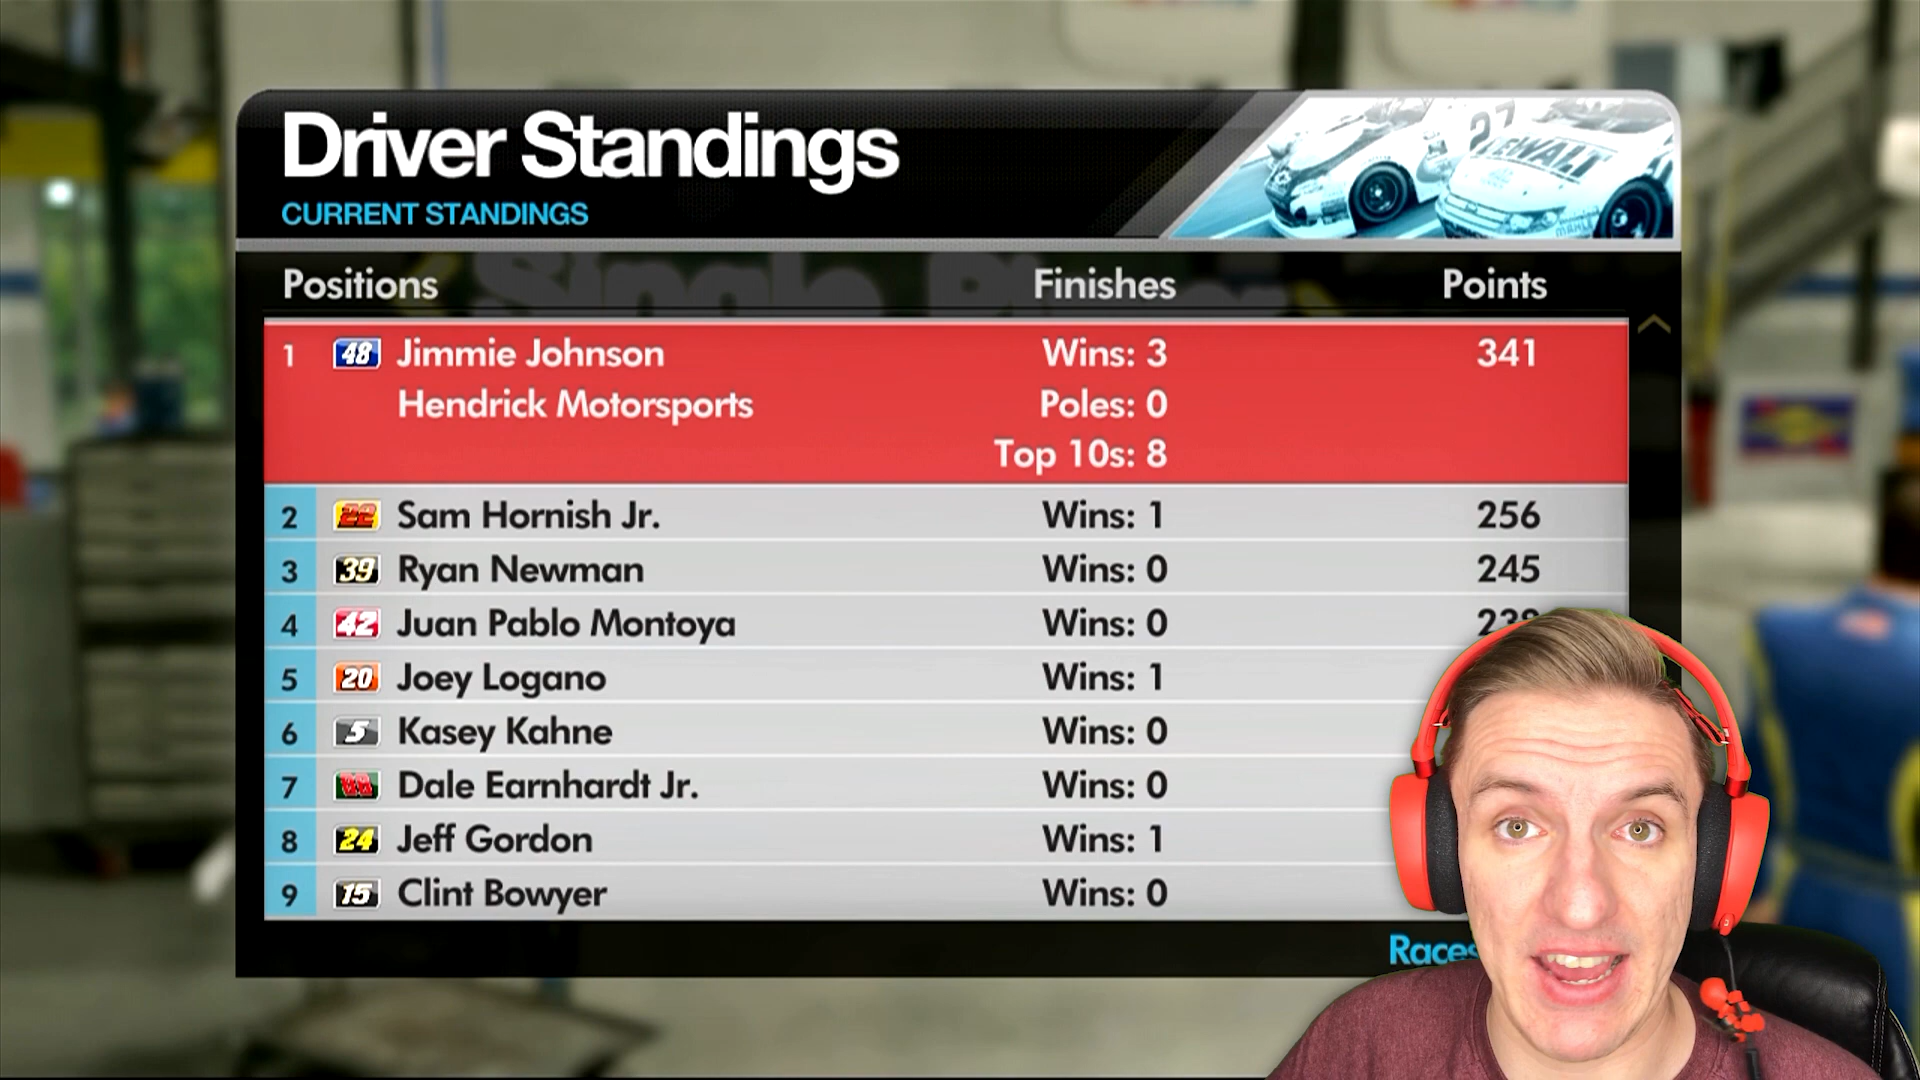 Driver Standings
CURRENT STANDINGS
Positions Finishes Points
1 48 Jimmie Johnson Wins: 3 341
Hendrick Motorsports Poles: 0
Top 10s: 8
2 22 Sam Hornish Jr. Wins: 1 256
3 39 Ryan Newman Wins: 0 245
4 42 Juan Pablo Montoya Wins: 0
5 20 Joey Logano Wins: 1
6 5 Kasey Kahne Wins: 0
7 88 Dale Earnhardt Jr. Wins: 0
8 24 Jeff Gordon Wins: 1
9 15 Clint Bowyer Wins: 0
Races